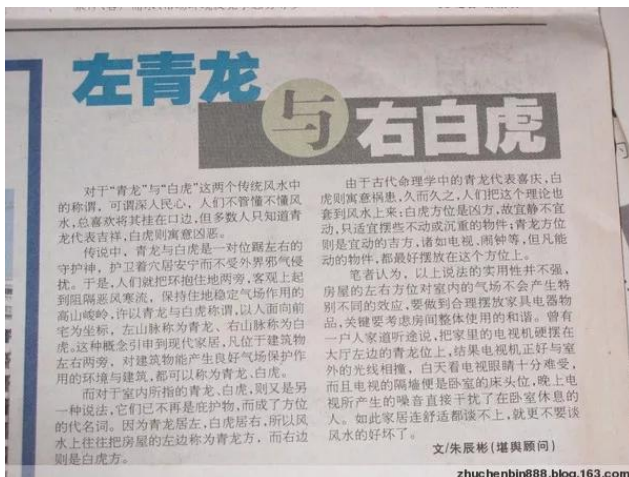 左青龙
与
右白虎
对于“青龙”与“白虎”这两个传统风水中
的称谓，可谓深入民心，人们不管懂不懂风
水，总喜欢将其挂在口边，但多数人只知道青
龙代表吉祥，白虎则寓意凶恶。
传说中，青龙与白虎是一对位踞左右的
守护神，护卫着穴居安宁而不受外界邪气侵
扰。于是，人们就把环抱住地两旁，客观上起
到阻隔恶风寒流，保持住地稳定气场作用的
高山峻岭，许以青龙与白虎称谓，以人面向前
宅为坐标，左山脉称为青龙、右山脉称为白
虎。这种概念引申到现代家居，凡位于建筑物
左右两旁，对建筑物能产生良好气场保护作
用的环境与建筑，都可以称为青龙、白虎。
而对于室内所指的青龙、白虎，则又是另
一种说法，它们已不再是庇护物，而成了方位
的代名词。因为青龙居左，白虎居右，所以风
水上往往把房屋的左边称为青龙方，而右边
则是白虎方。
由于古代命理学中的青龙代表喜庆，白
虎则寓意祸患，久而久之，人们把这个理论也
套到风水上来：白虎方位是凶方，故宜静不宜
动，只适宜摆些不动或沉重的物件；青龙方位
则是宜动的吉方，诸如电视、闹钟等，但凡能
动的物件，都最好摆放在这个方位上。
笔者认为，以上说法的实用性并不强，
房屋的左右方位对室内的气场不会产生特
别不同的效应，要做到合理摆放家具电器物
品，关键要考虑房间整体使用的和谐。曾有
一户人家道听途说，把家里的电视机硬摆在
大厅左边的青龙位上，结果电视机正好与室
外的光线相撞，白天看电视眼睛十分难受，
而且电视的隔墙便是卧室的床头位，晚上电
视所产生的噪音直接干扰了在卧室休息的
人。如此家居连舒适都谈不上，就更不要谈
风水的好坏了。
文/朱辰彬(堪舆顾问)
zhuchenbin888.blog.163.com